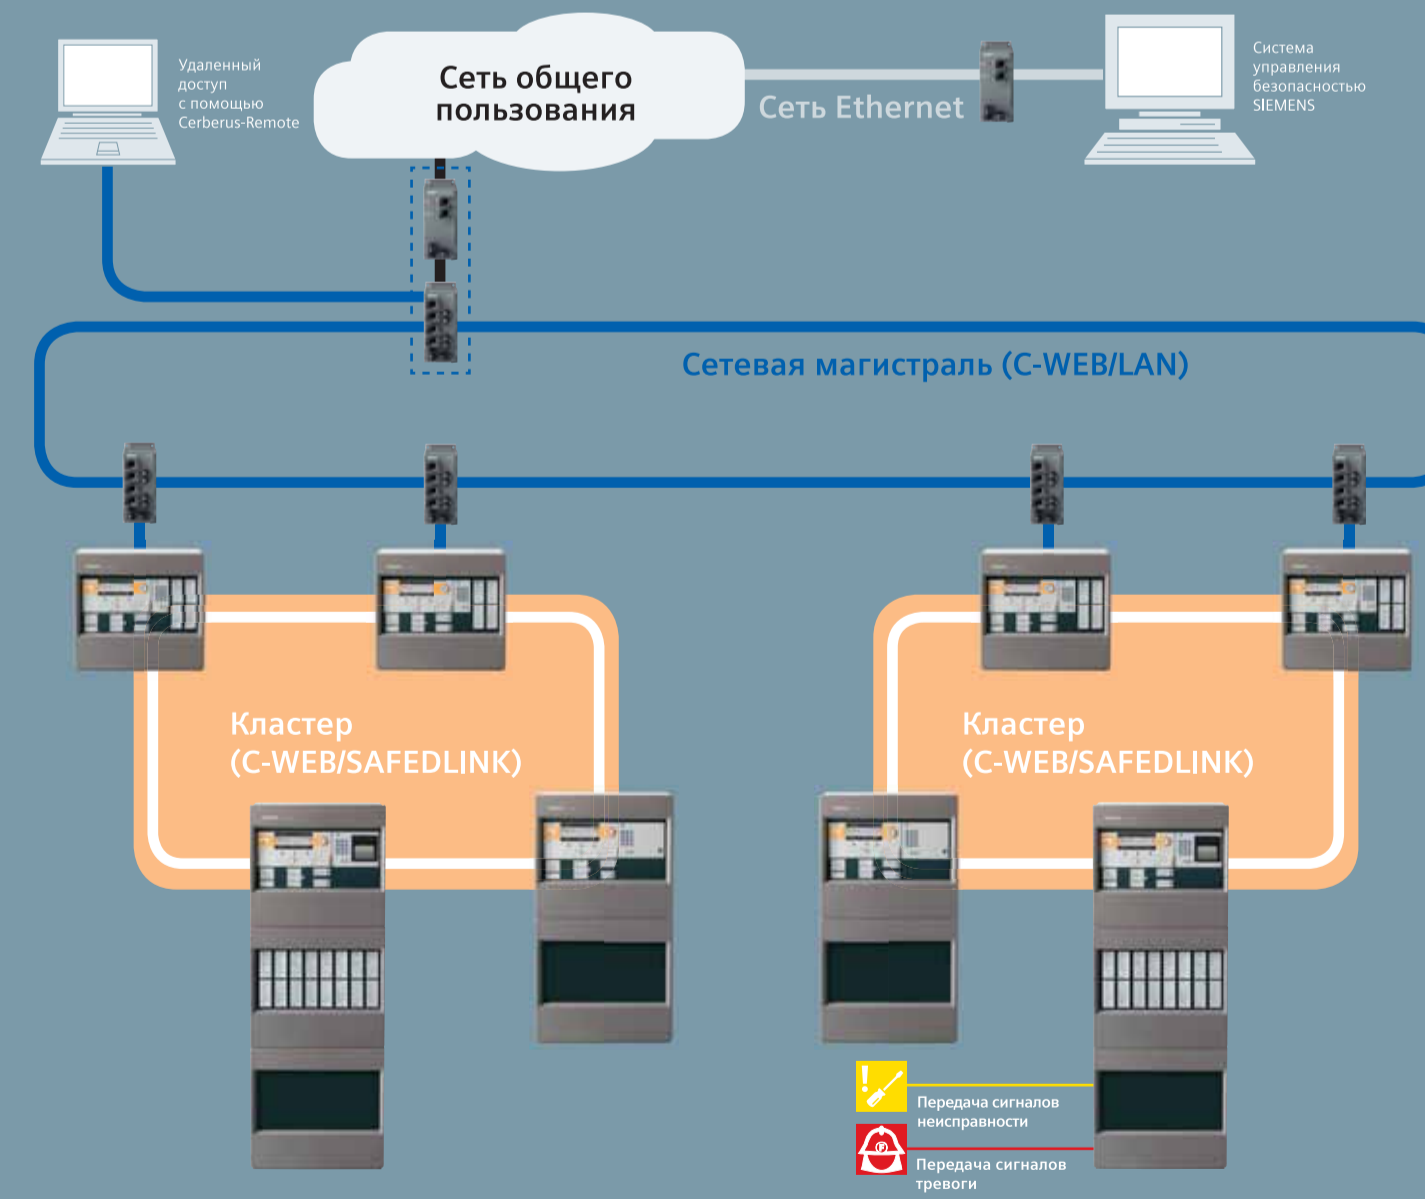 Удаленный
доступ
с помощью
Cerberus-Remote
Сеть общего
пользования
Сеть Ethernet
Система
управления
безопасностью
SIEMENS
Сетевая магистраль (C-WEB/LAN)
Кластер
(C-WEB/SAFEDLINK)
Кластер
(C-WEB/SAFEDLINK)
Передача сигналов
неисправности
Передача сигналов
тревоги